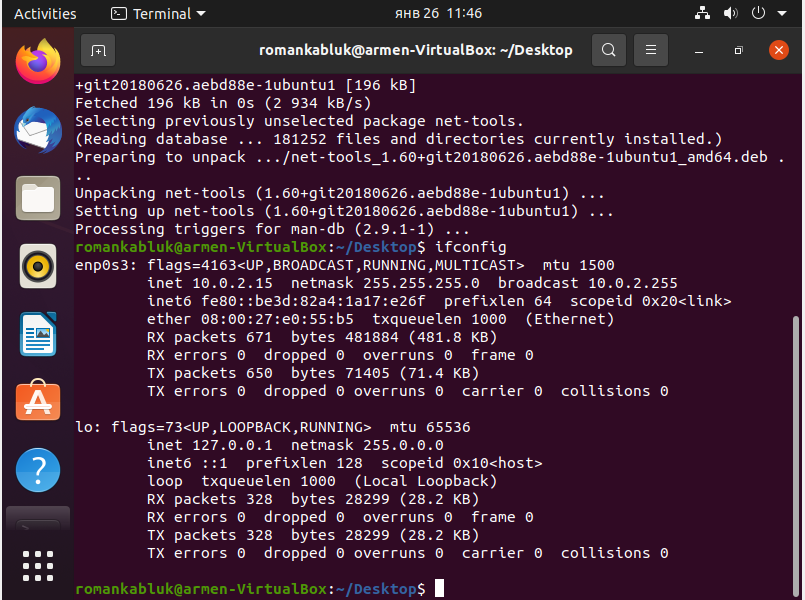 Activities
Terminal
янв 26 11:46
romankabluk@armen-VirtualBox: ~/Desktop
+git20180626.aebd88e-1ubuntu1 [196 kB]
Fetched 196 kB in 0s (2 934 kB/s)
Selecting previously unselected package net-tools.
(Reading database ... 181252 files and directories currently installed.)
Preparing to unpack .../net-tools_1.60+git20180626.aebd88e-1ubuntu1_amd64.deb .
..
Unpacking net-tools (1.60+git20180626.aebd88e-1ubuntu1) ...
Setting up net-tools (1.60+git20180626.aebd88e-1ubuntu1) ...
Processing triggers for man-db (2.9.1-1) ...
romankabluk@armen-VirtualBox:~/Desktop$ ifconfig
enp0s3: flags=4163<UP,BROADCAST,RUNNING,MULTICAST>  mtu 1500
        inet 10.0.2.15  netmask 255.255.255.0  broadcast 10.0.2.255
        inet6 fe80::be3d:82a4:1a17:e26f  prefixlen 64  scopeid 0x20<link>
        ether 08:00:27:e0:55:b5  txqueuelen 1000  (Ethernet)
        RX packets 671  bytes 481884 (481.8 KB)
        RX errors 0  dropped 0  overruns 0  frame 0
        TX packets 650  bytes 71405 (71.4 KB)
        TX errors 0  dropped 0 overruns 0  carrier 0  collisions 0

lo: flags=73<UP,LOOPBACK,RUNNING>  mtu 65536
        inet 127.0.0.1  netmask 255.0.0.0
        inet6 ::1  prefixlen 128  scopeid 0x10<host>
        loop  txqueuelen 1000  (Local Loopback)
        RX packets 328  bytes 28299 (28.2 KB)
        RX errors 0  dropped 0  overruns 0  frame 0
        TX packets 328  bytes 28299 (28.2 KB)
        TX errors 0  dropped 0 overruns 0  carrier 0  collisions 0

romankabluk@armen-VirtualBox:~/Desktop$